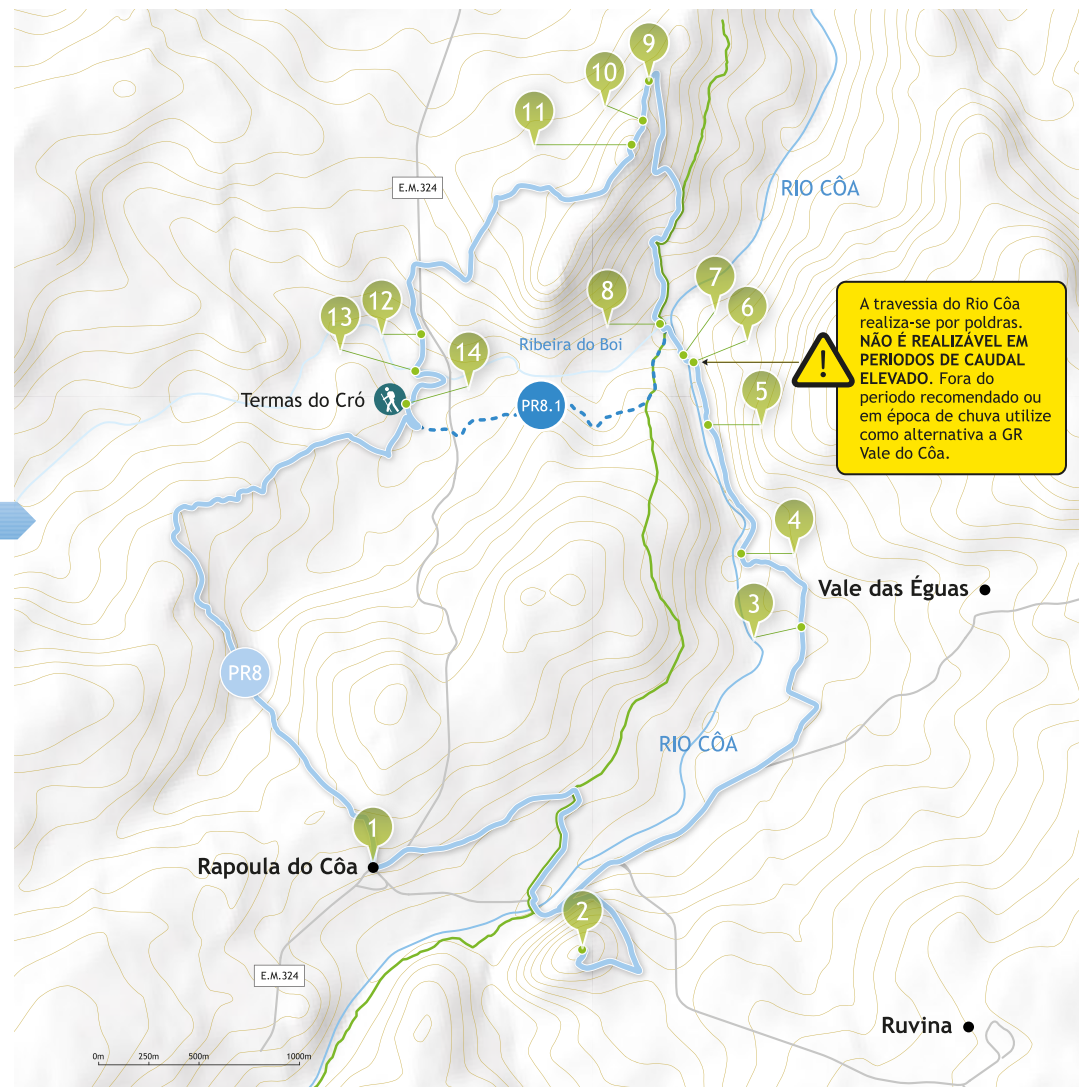 9
10
11
E.M.324
RIO CÔA
7
8
6
12
13
14
Ribeira do Boi
5
Termas do Cró
PR8.1
A travessia do Rio Côa
realiza-se por poldras.
NÃO É REALIZÁVEL EM
PERIODOS DE CAUDAL
ELEVADO. Fora do
periodo recomendado ou
em época de chuva utilize
como alternativa a GR
Vale do Côa.
!
4
Vale das Éguas
3
PR8
RIO CÔA
1
Rapoula do Côa
2
E.M.324
Ruvina
0m 250m 500m 1000m